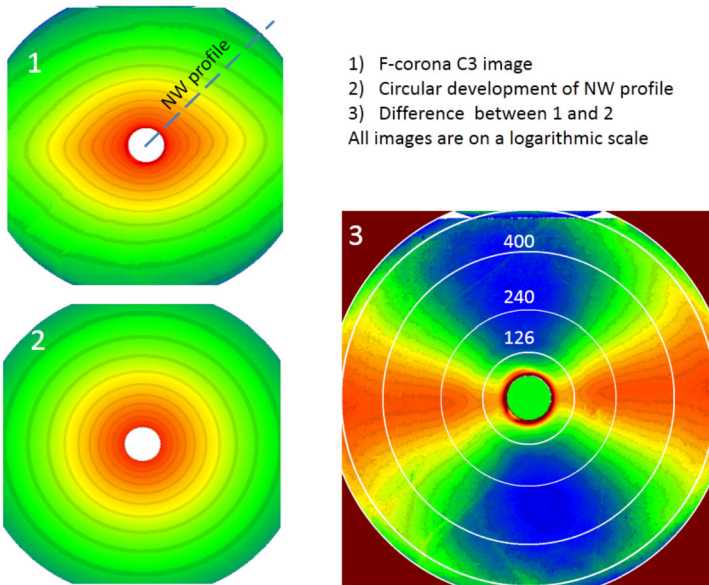 1
NW profile
1) F-corona C3 image
2) Circular development of NW profile
3) Difference between 1 and 2
All images are on a logarithmic scale
2
3
400
240
126